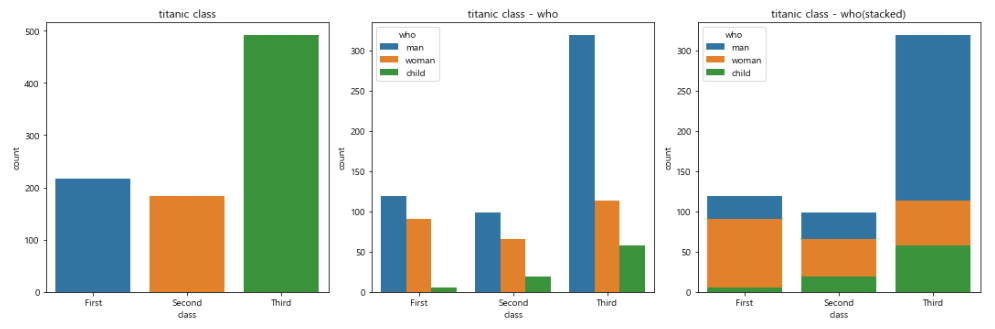 titanic class
count
500
400
300
200
100
0
First
Second
Third
class
titanic class - who
who
man
woman
child
count
300
250
200
150
100
50
0
First
Second
Third
class
titanic class - who(stacked)
who
man
woman
child
count
300
250
200
150
100
50
0
First
Second
Third
class